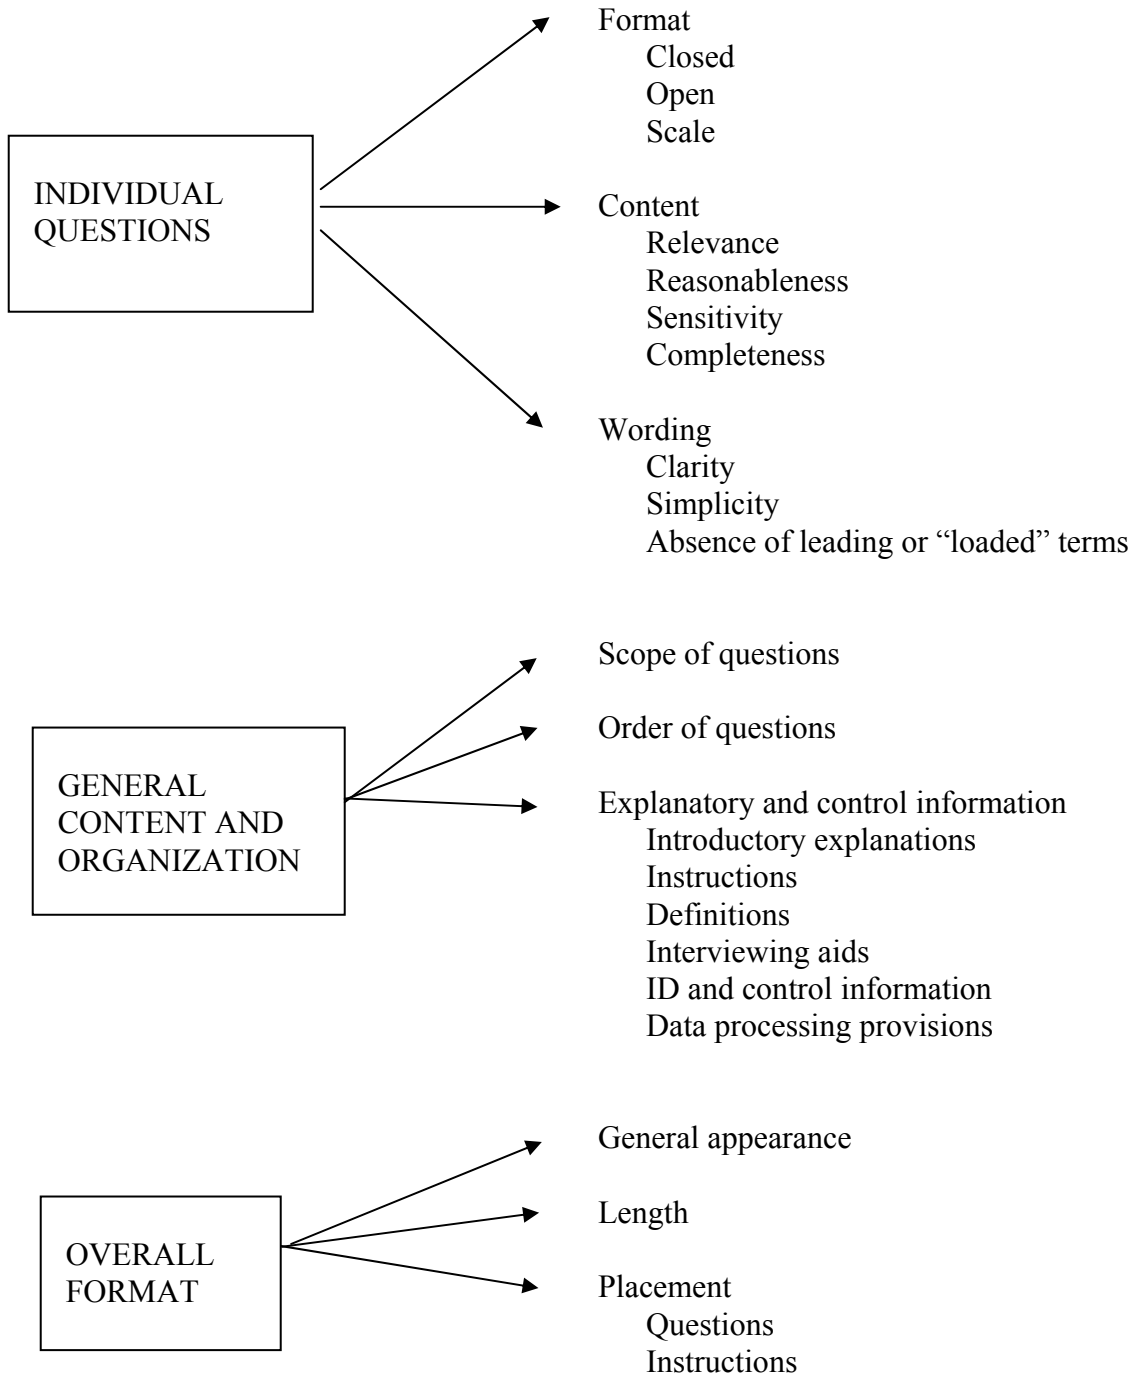 INDIVIDUAL
QUESTIONS
Format
Closed
Open
Scale
Content
Relevance
Reasonableness
Sensitivity
Completeness
Wording
Clarity
Simplicity
Absence of leading or “loaded” terms
GENERAL
CONTENT AND
ORGANIZATION
Scope of questions
Order of questions
Explanatory and control information
Introductory explanations
Instructions
Definitions
Interviewing aids
ID and control information
Data processing provisions
OVERALL
FORMAT
General appearance
Length
Placement
Questions
Instructions